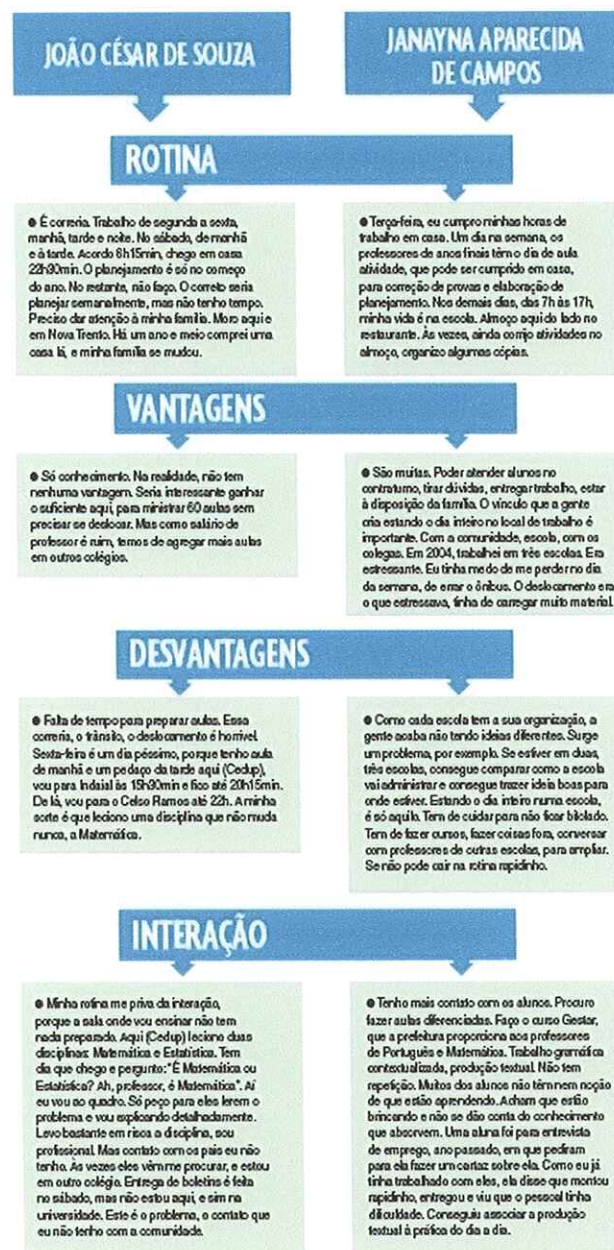 JOÃO CÉSAR DE SOUZA
JANAYNA APARECIDA
DE CAMPOS
ROTINA
● É correria. Trabalho de segunda a sexta,
manhã, tarde e noite. No sábado, de manhã
e à tarde. Acordo 6h15min, chego em casa
22h30min. O planejamento é só no começo
do ano. No restante, não faço. O correto seria
planejar semanalmente, mas não tenho tempo.
Preciso dar atenção à minha família. Moro aqui e
em Nova Trento. Há um ano e meio comprei uma
casa lá, e minha família se mudou.
● Terça-feira, eu cumpro minhas horas de
trabalho em casa. Um dia na semana, os
professores de anos finais têm o dia de aula
atividade, que pode ser cumprido em casa,
para correção de provas e elaboração de
planejamento. Nos demais dias, das 7h às 17h,
minha vida é na escola. Almoço aqui do lado no
restaurante. Às vezes, ainda corrijo atividades no
almoço, organizo algumas cópias.
VANTAGENS
● Só conhecimento. Na realidade, não tem
nenhuma vantagem. Seria interessante ganhar
o suficiente aqui, para ministrar 60 aulas sem
precisar se deslocar. Mas como salário de
professor é ruim, temos de agregar mais aulas
em outros colégios.
● São muitas. Poder atender alunos no
contraturno, tirar dúvidas, entregar trabalho, estar
à disposição da família. O vínculo que a gente
cria estando o dia inteiro no local de trabalho é
importante. Com a comunidade, escola, com os
colegas. Em 2004, trabalhei em três escolas. Era
estressante. Eu tinha medo de me perder no dia
da semana, de errar o ônibus. O deslocamento era
o que estressava, tinha de carregar muito material.
DESVANTAGENS
● Falta de tempo para preparar aulas. Essa
correria, o trânsito, o deslocamento é horrível.
Sexta-feira é um dia péssimo, porque tenho aula
de manhã e um pedaço da tarde aqui (Cedup),
vou para Indaial às 15h30min e fico até 20h15min.
De lá, vou para o Celso Ramos até 22h. A minha
sorte é que leciono uma disciplina que não muda
nunca, a Matemática.
● Como cada escola tem a sua organização, a
gente acaba não tendo ideias diferentes. Surge
um problema, por exemplo. Se estiver em duas,
três escolas, consegue comparar como a escola
vai administrar e consegue trazer ideia boas para
onde estiver. Estando o dia inteiro numa escola,
é só aquilo. Tem de cuidar para não ficar bitolado.
Tem de fazer cursos, fazer coisas fora, conversar
com professores de outras escolas, para ampliar.
Se não pode cair na rotina rapidinho.
INTERAÇÃO
● Minha rotina me priva da interação,
porque a sala onde vou ensinar não tem
nada preparado. Aqui (Cedup) leciono duas
disciplinas: Matemática e Estatística. Tem
dia que chego e pergunto: "É Matemática ou
Estatística? Ah, professor, é Matemática". Aí
eu vou ao quadro. Só peço para eles lerem o
problema e vou explicando detalhadamente.
Levo bastante em risca a disciplina, sou
profissional. Mas contato com os pais eu não
tenho. Às vezes eles vêm me procurar, e estou
em outro colégio. Entrega de boletins é feita
no sábado, mas não estou aqui, e sim na
universidade. Este é o problema, o contato que
eu não tenho com a comunidade.
● Tenho mais contato com os alunos. Procuro
fazer aulas diferenciadas. Faço o curso Gestar,
que a prefeitura proporciona aos professores
de Português e Matemática. Trabalho gramática
contextualizada, produção textual. Não tem
repetição. Muitos dos alunos não têm nem noção
de que estão aprendendo. Acham que estão
brincando e não se dão conta do conhecimento
que absorvem. Uma aluna foi para entrevista
de emprego, ano passado, em que pediram
para ela fazer um cartaz sobre ela. Como eu já
tinha trabalhado com eles, ela disse que montou
rapidinho, entregou e viu que o pessoal tinha
dificuldade. Conseguiu associar a produção
textual à prática do dia a dia.